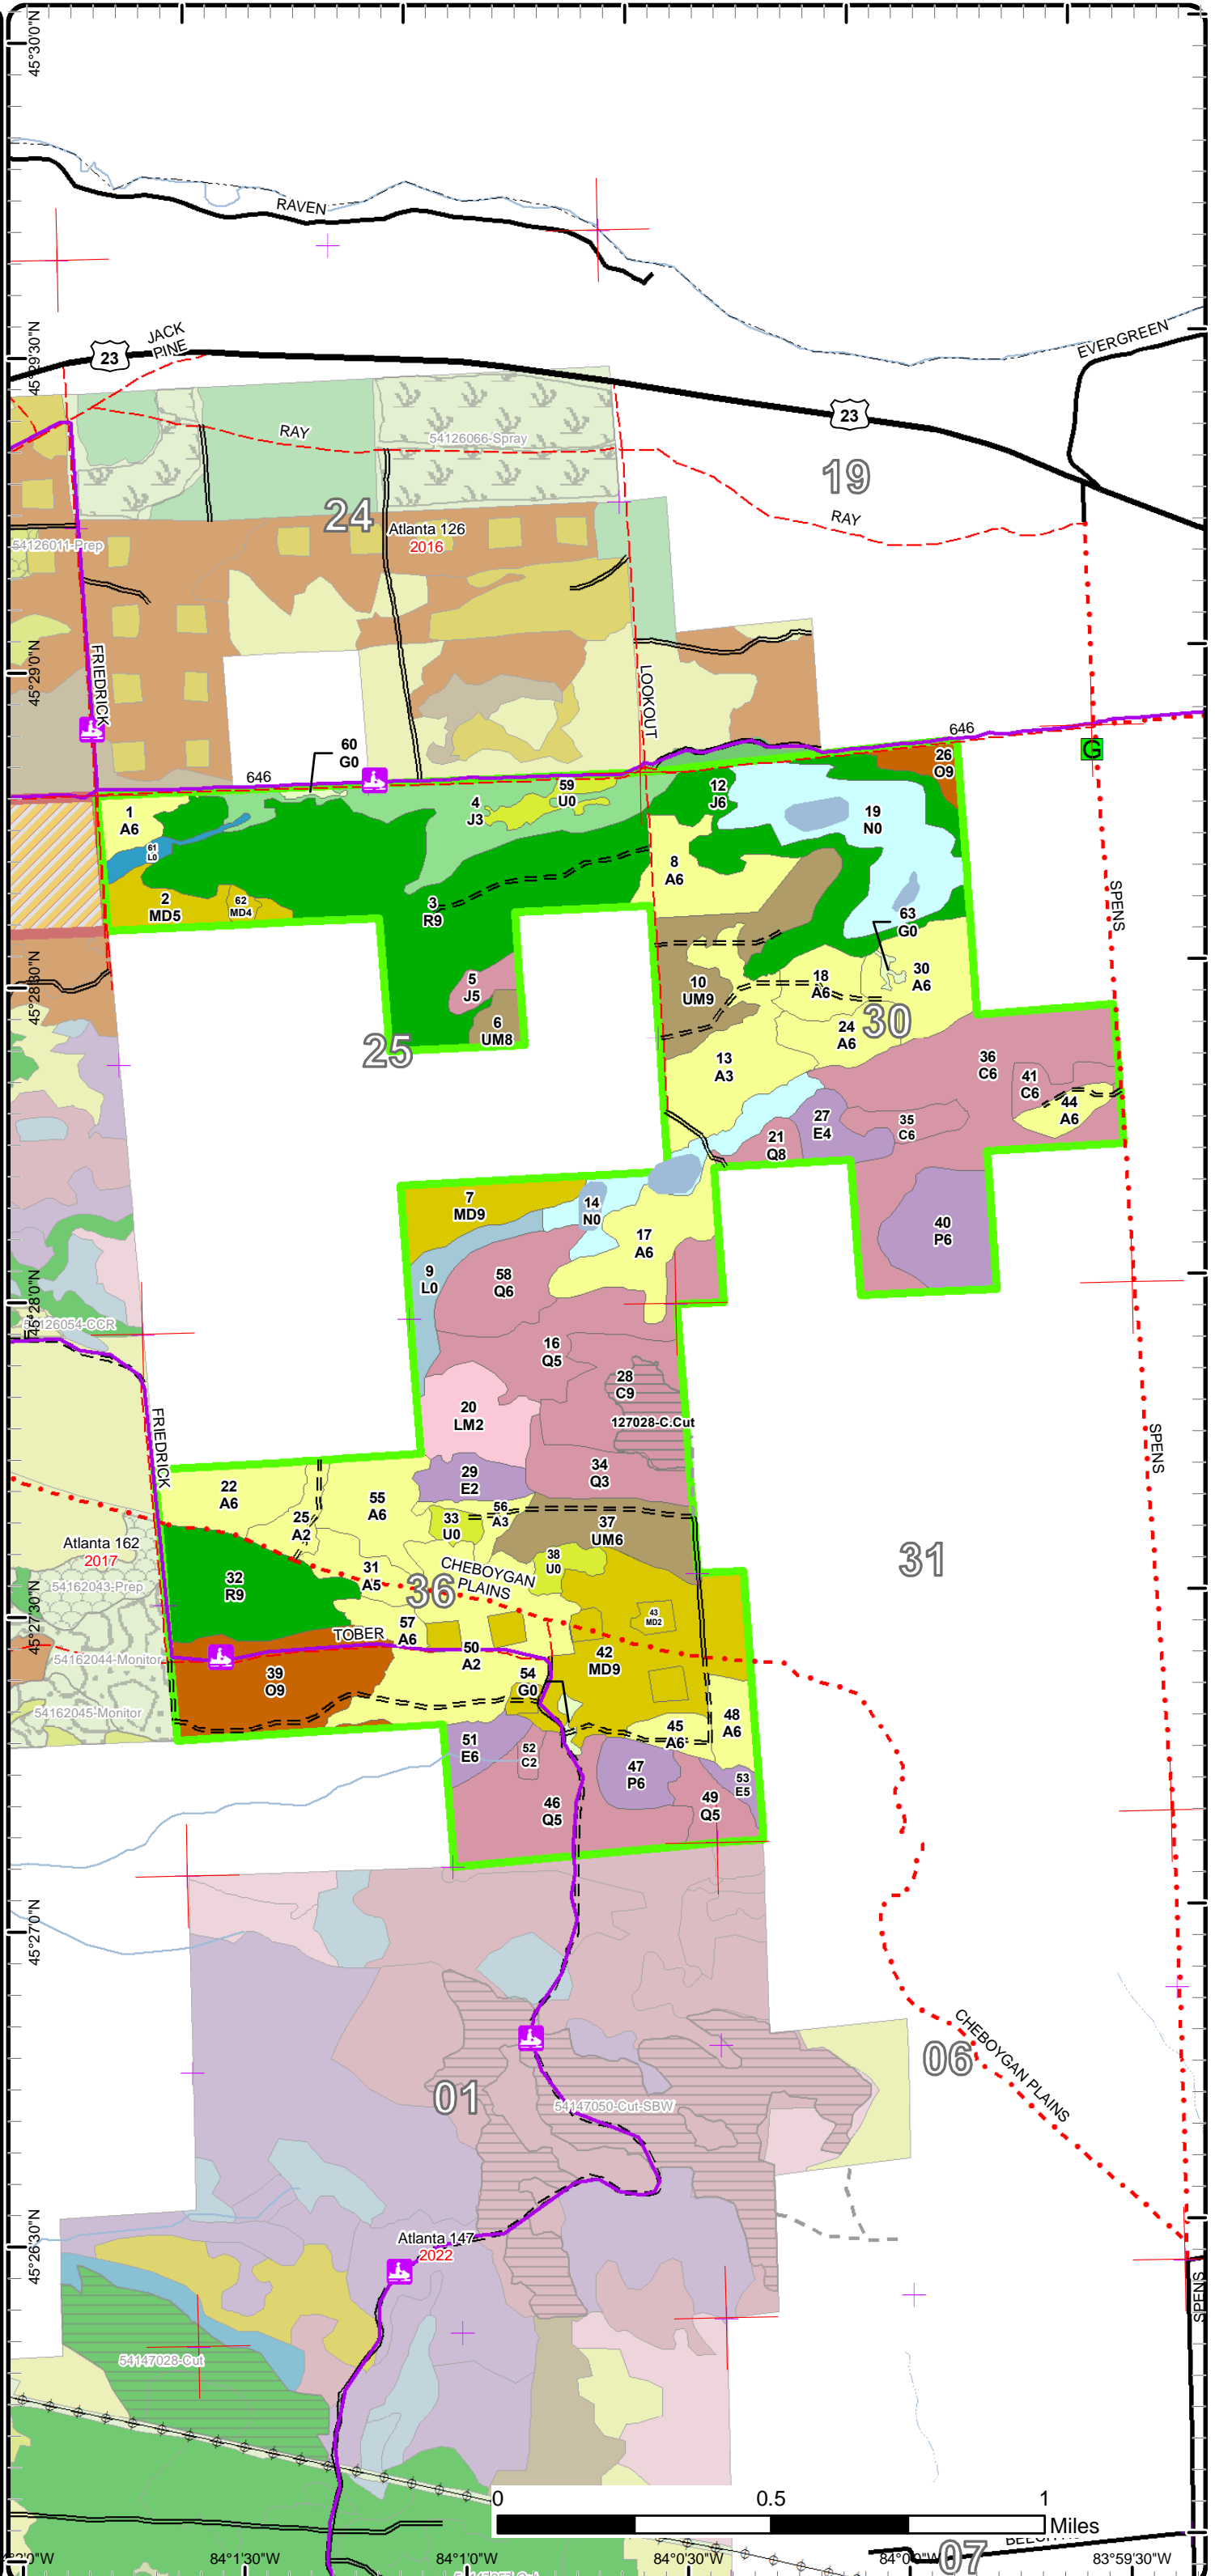 45°30'0"N
RAVEN
JACK
PINE
23
EVERGREEN
45°29'30"N
23
RAY
54126066-Spray
19
24
Atlanta 126
2016
RAY
54126011-Prep
45°29'0"N
FRIEDRICK
LOOKOUT
646
G
60
G0
26
O9
646
59
U0
12
J6
4
J3
19
N0
1
A6
61
L0
8
A6
SPENS
2
MD5
62
MD4
3
R9
63
G0
45°28'30"N
5
J5
10
UM9
18
A6
30
A6
6
UM8
30
24
A6
25
13
A3
36
C6
41
C6
44
A6
27
E4
35
C6
21
Q8
7
MD9
14
N0
40
P6
17
A6
9
L0
58
Q6
45°28'0"N
54126054-CCR
16
Q5
28
C9
20
LM2
127028-C.Cut
FRIEDRICK
SPENS
34
Q3
29
E2
22
A6
55
A6
56
A3
25
A2
33
U0
37
UM6
Atlanta 162
2017
31
CHEBOYGAN
PLAINS
38
U0
31
A5
36
54162043-Prep
32
R9
43
MD2
45°27'30"N
57
A6
TOBER
50
A2
42
MD9
54162044-Monitor
39
O9
54
G0
54162045-Monitor
48
A6
45
A6
51
E6
52
C2
47
P6
53
E5
46
Q5
49
Q5
45°27'0"N
CHEBOYGAN PLAINS
06
01
54147050-Cut-SBW
Atlanta 147
2022
45°26'30"N
SPENS
54147028-Cut
0
0.5
1
Miles
84°1'30"W
84°1'0"W
84°0'30"W
84°0'0"W
07
83°59'30"W